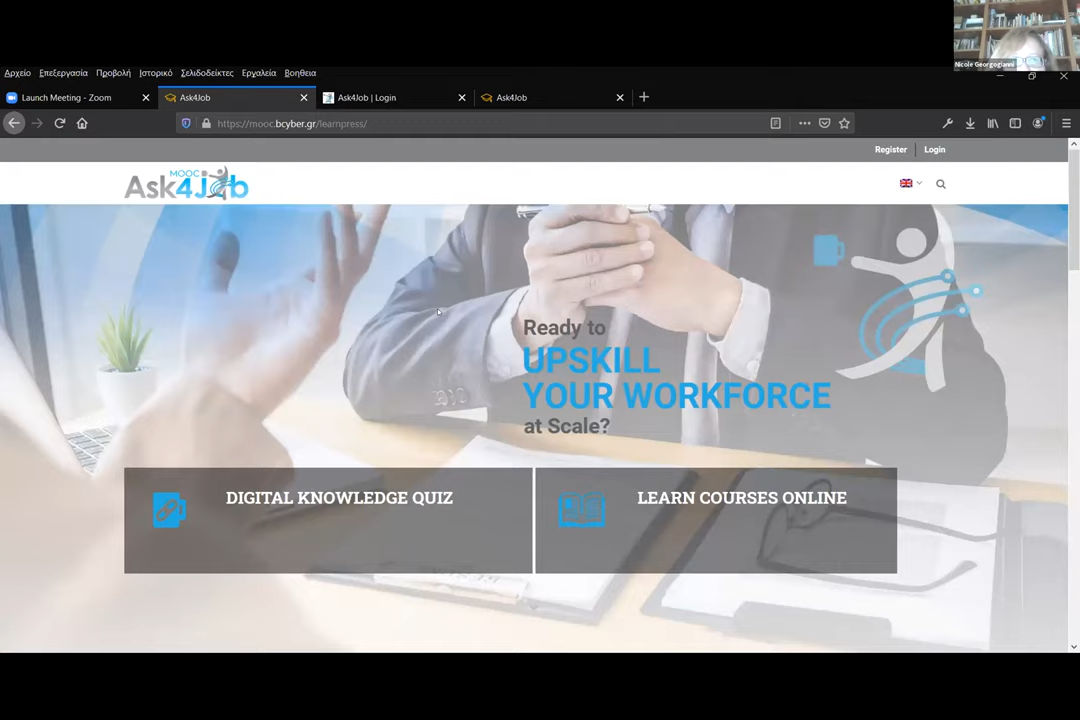 Nicole Georgogianni
Αρχείο Επεξεργασία Προβολή Ιστορικό Σελιδοδείκτες Εργαλεία Βοήθεια
Launch Meeting - Zoom
Ask4Job
Ask4Job | Login
Ask4Job
https://mooc.bcyber.gr/learnpress/
Register
Login
MOOC
Ask4Job
Ready to
UPSKILL
YOUR WORKFORCE
at Scale?
DIGITAL KNOWLEDGE QUIZ
LEARN COURSES ONLINE